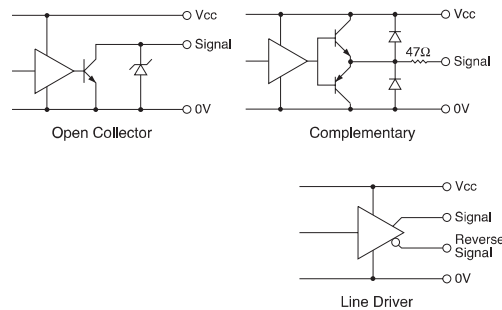 Vcc
Signal
0V
Open Collector
Vcc
47Ω
Signal
0V
Complementary
Vcc
Signal
Reverse
Signal
0V
Line Driver